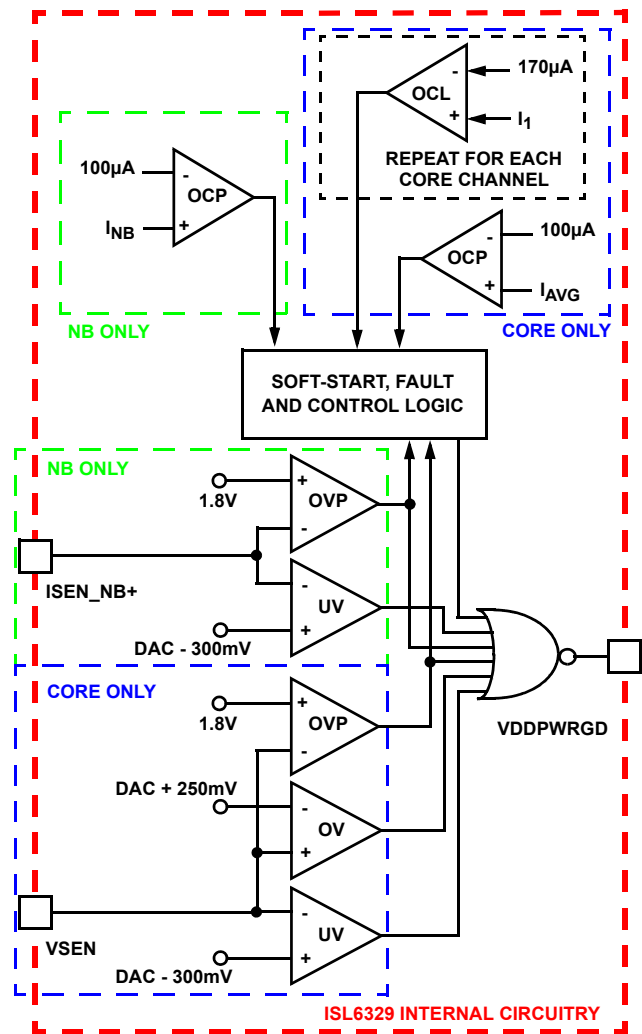 170µA
-
OCL
+
I1
REPEAT FOR EACH
CORE CHANNEL
100µA
-
OCP
INB
+
100µA
-
OCP
+
IAVG
NB ONLY
CORE ONLY
SOFT-START, FAULT
AND CONTROL LOGIC
NB ONLY
+
OVP
1.8V
-
ISEN_NB+
-
UV
DAC - 300mV
+
CORE ONLY
+
OVP
1.8V
-
VDDPWRGD
DAC + 250mV
-
OV
+
-
UV
VSEN
+
DAC - 300mV
ISL6329 INTERNAL CIRCUITRY